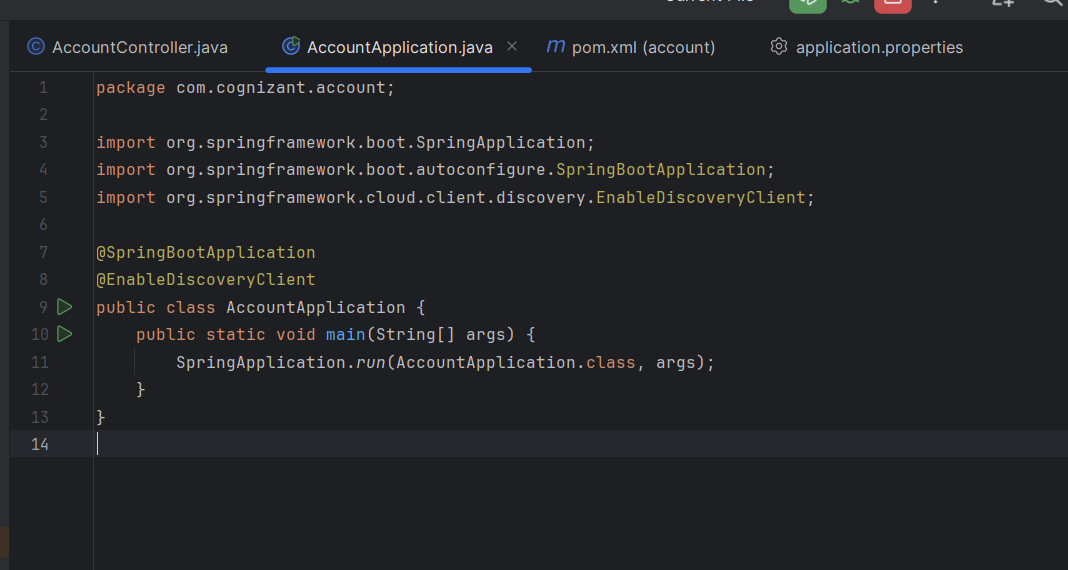 AccountController.java AccountApplication.java × m pom.xml (account) application.properties
1 package com.cognizant.account;
2
3 import org.springframework.boot.SpringApplication;
4 import org.springframework.boot.autoconfigure.SpringBootApplication;
5 import org.springframework.cloud.client.discovery.EnableDiscoveryClient;
6
7 @SpringBootApplication
8 @EnableDiscoveryClient
9 public class AccountApplication {
10 public static void main(String[] args) {
11 SpringApplication.run(AccountApplication.class, args);
12 }
13 }
14